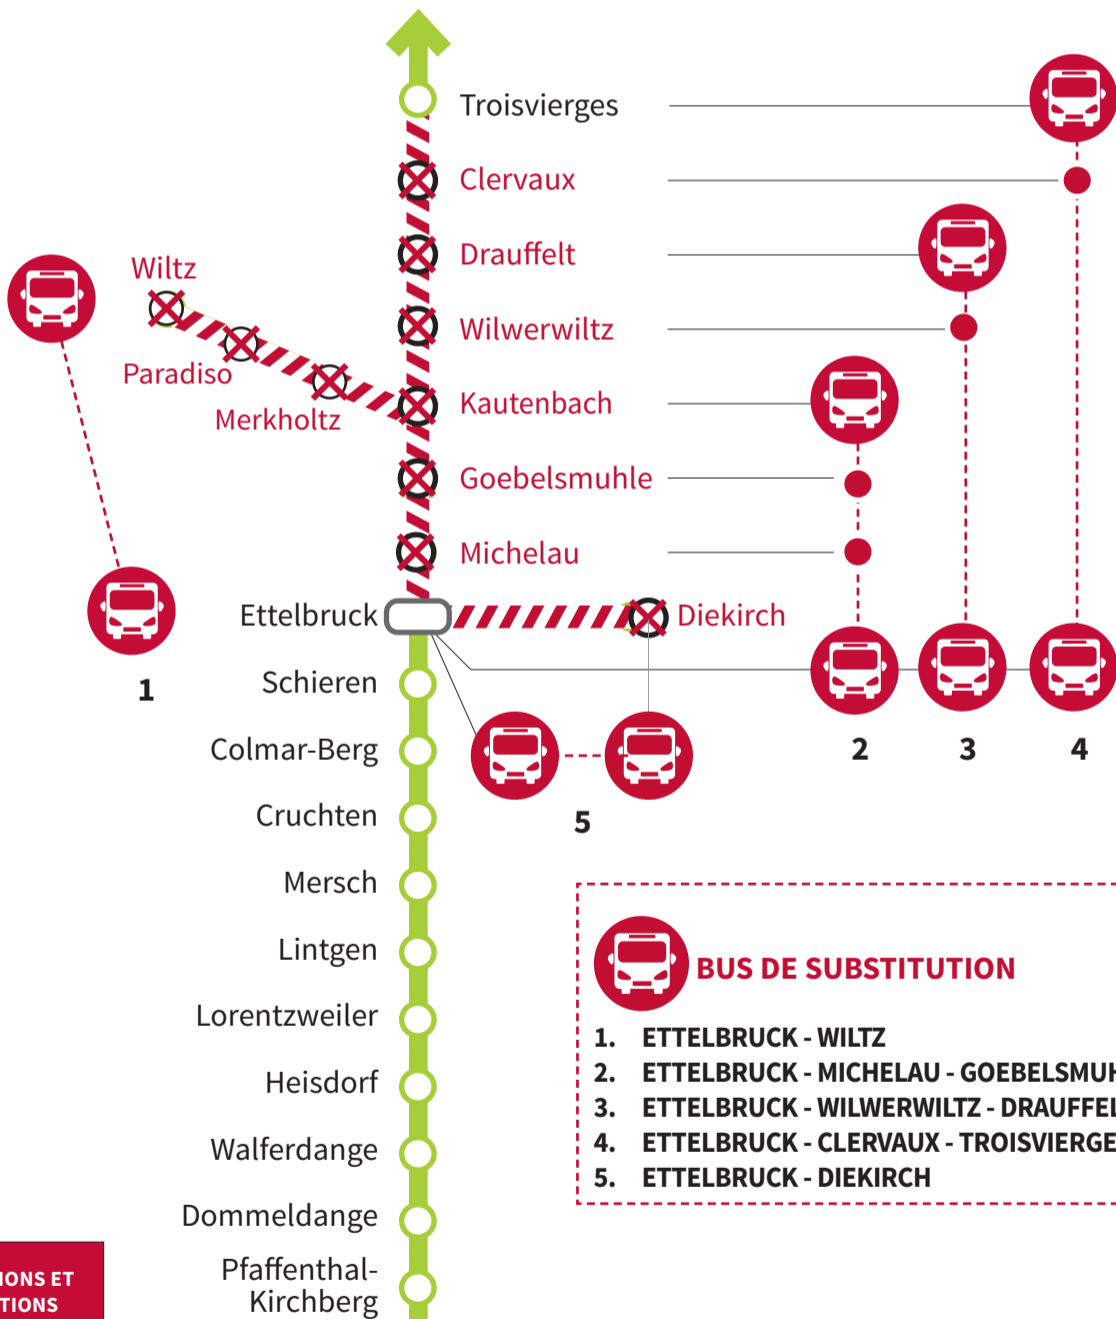 Troisvierges
Clervaux
Drauffelt
Wiltz
Wilwerwiltz
Paradiso
Kautenbach
Merkholtz
Goebelsmuhle
Michelau
Ettelbruck
Diekirch
Schieren
1
Colmar-Berg
2
3
4
Cruchten
5
Mersch
Lintgen
BUS DE SUBSTITUTION
Lorentzweiler
1. ETTELBRUCK - WILTZ
2. ETTELBRUCK - MICHELAU - GOEBELSMUH
Heisdorf
3. ETTELBRUCK - WILWERWILTZ - DRAUFFEL
4. ETTELBRUCK - CLERVAUX - TROISVIERGE
Walferdange
5. ETTELBRUCK - DIEKIRCH
Dommeldange
Pfaffenthal-
Kirchberg
IONS ET
TIONS